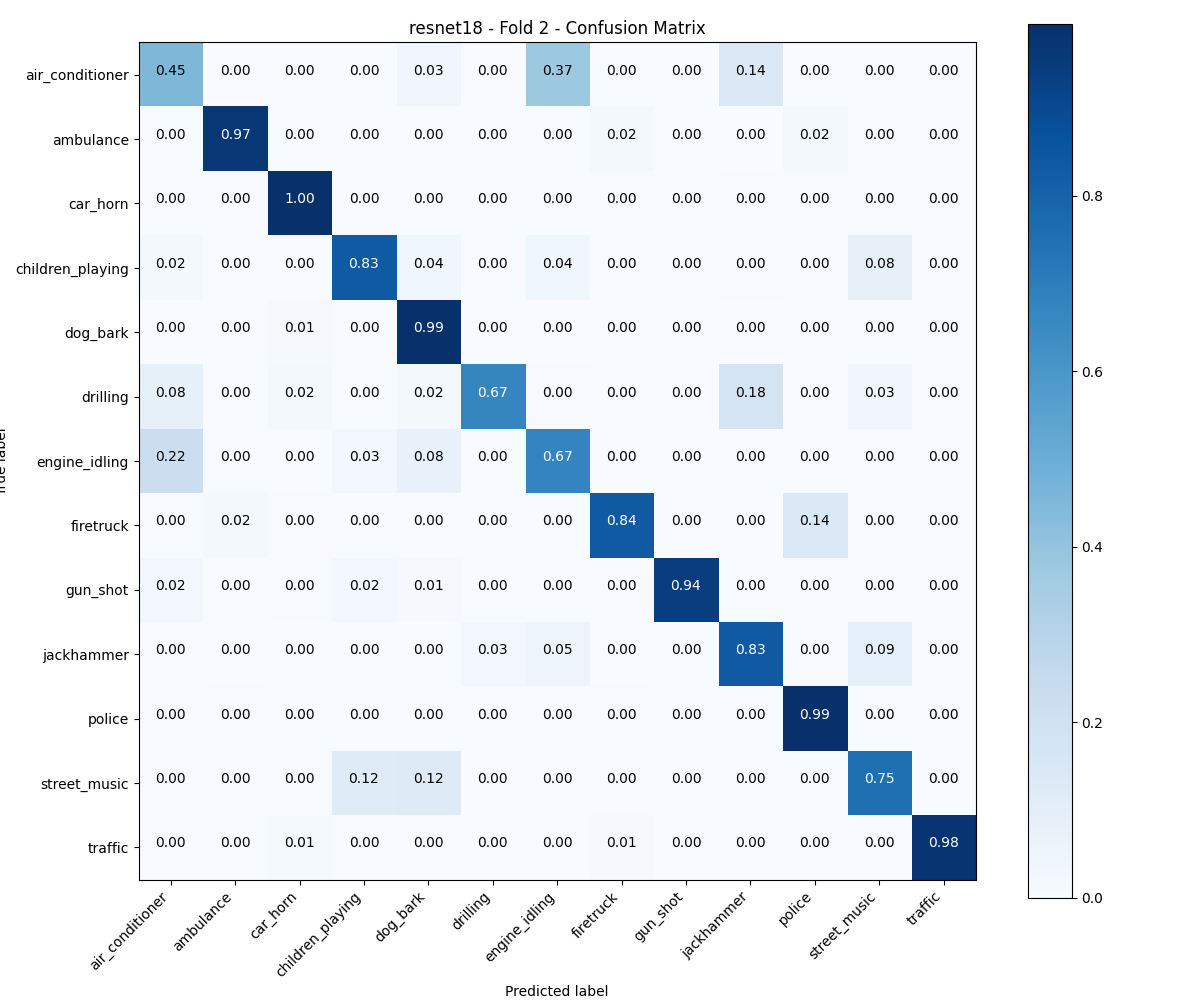 resnet18 - Fold 2 - Confusion Matrix
air_conditioner 0.45 0.00 0.00 0.00 0.03 0.00 0.37 0.00 0.00 0.14 0.00 0.00 0.00
ambulance 0.00 0.97 0.00 0.00 0.00 0.00 0.00 0.02 0.00 0.00 0.02 0.00 0.00
car_horn 0.00 0.00 1.00 0.00 0.00 0.00 0.00 0.00 0.00 0.00 0.00 0.00 0.00
children_playing 0.02 0.00 0.00 0.83 0.04 0.00 0.04 0.00 0.00 0.00 0.00 0.08 0.00
dog_bark 0.00 0.00 0.01 0.00 0.99 0.00 0.00 0.00 0.00 0.00 0.00 0.00 0.00
drilling 0.08 0.00 0.02 0.00 0.02 0.67 0.00 0.00 0.00 0.18 0.00 0.03 0.00
engine_idling 0.22 0.00 0.00 0.03 0.08 0.00 0.67 0.00 0.00 0.00 0.00 0.00 0.00
firetruck 0.00 0.02 0.00 0.00 0.00 0.00 0.00 0.84 0.00 0.00 0.14 0.00 0.00
gun_shot 0.02 0.00 0.00 0.02 0.01 0.00 0.00 0.00 0.94 0.00 0.00 0.00 0.00
jackhammer 0.00 0.00 0.00 0.00 0.00 0.03 0.05 0.00 0.00 0.83 0.00 0.09 0.00
police 0.00 0.00 0.00 0.00 0.00 0.00 0.00 0.00 0.00 0.00 0.99 0.00 0.00
street_music 0.00 0.00 0.00 0.12 0.12 0.00 0.00 0.00 0.00 0.00 0.00 0.75 0.00
traffic 0.00 0.00 0.01 0.00 0.00 0.00 0.00 0.01 0.00 0.00 0.00 0.00 0.98
air_conditioner ambulance car_horn children_playing dog_bark drilling engine_idling firetruck gun_shot jackhammer police street_music traffic
Predicted label
0.8
0.6
0.4
0.2
0.0